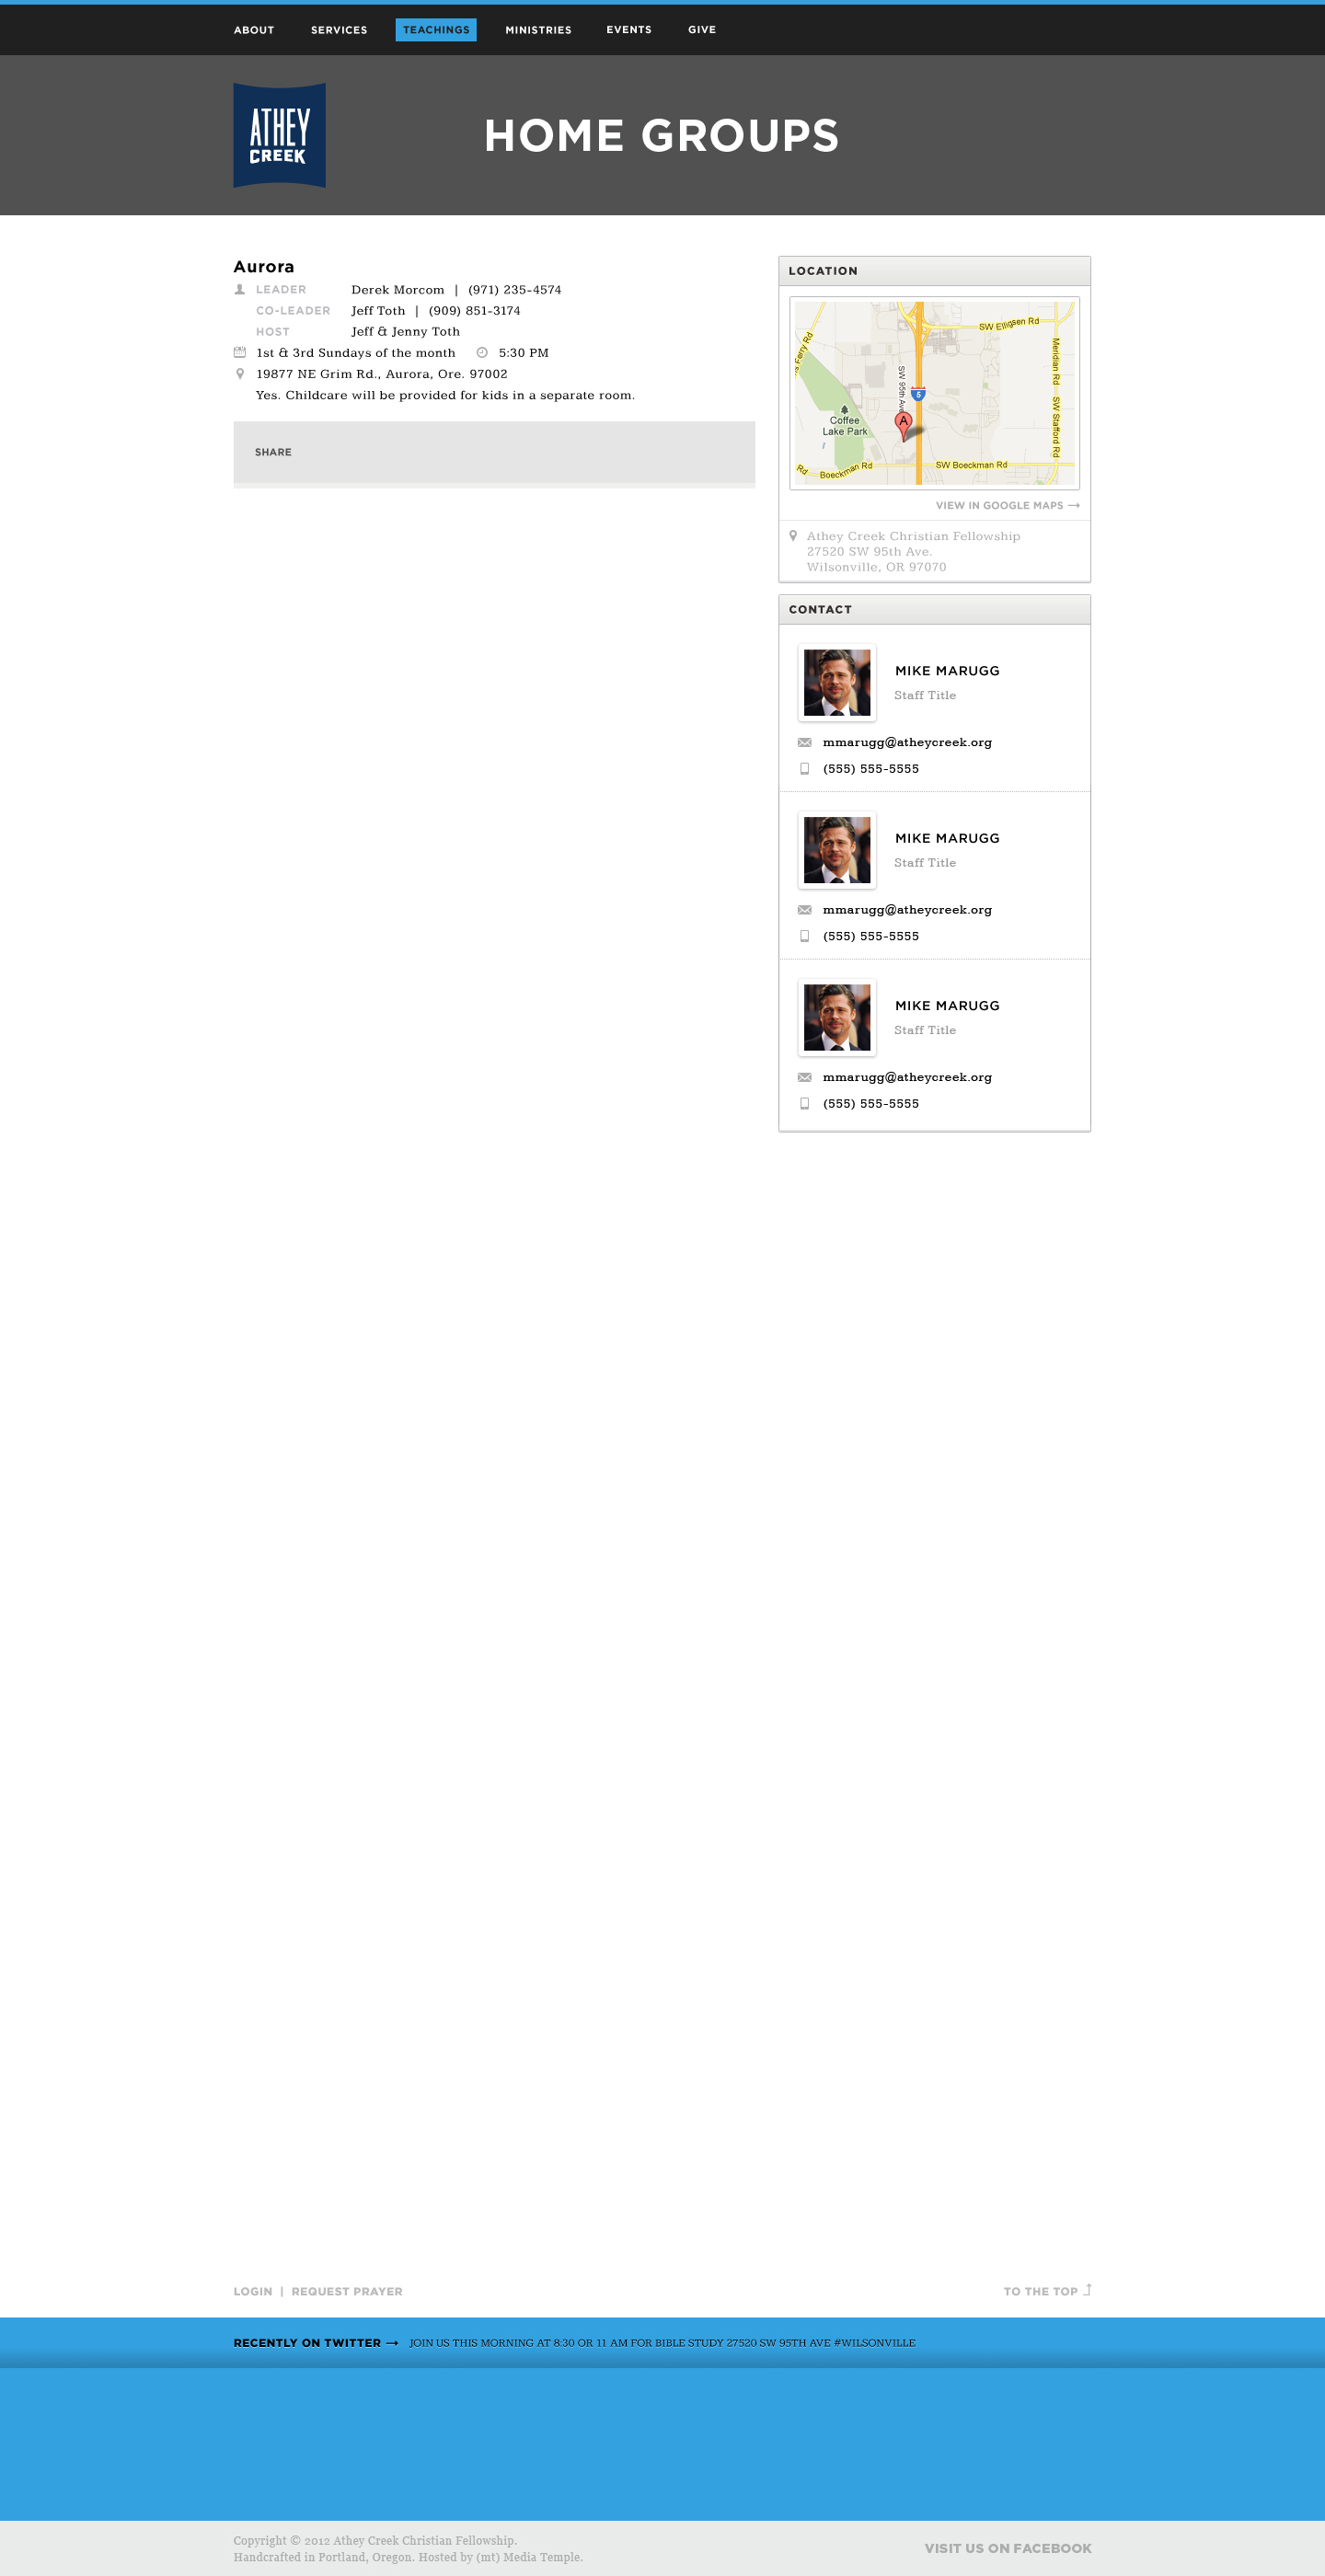 ABOUT SERVICES TEACHINGS MINISTRIES EVENTS GIVE
ATHEY
CREEK
HOME GROUPS
Aurora
LEADER Derek Morcom | (971) 235-4574
CO-LEADER Jeff Toth | (909) 851-3174
HOST Jeff & Jenny Toth
1st & 3rd Sundays of the month 5:30 PM
19877 NE Grim Rd., Aurora, Ore. 97002
Yes. Childcare will be provided for kids in a separate room.
SHARE
LOCATION
SW Elligsen Rd
Ferry Rd
Meridian Rd
SW 95th Ave
5
SW Stafford Rd
A
Coffee
Lake Park
Rd
Boeckman Rd
SW Boeckman Rd
VIEW IN GOOGLE MAPS →
Athey Creek Christian Fellowship
27520 SW 95th Ave.
Wilsonville, OR 97070
CONTACT
MIKE MARUGG
Staff Title
mmarugg@atheycreek.org
(555) 555-5555
MIKE MARUGG
Staff Title
mmarugg@atheycreek.org
(555) 555-5555
MIKE MARUGG
Staff Title
mmarugg@atheycreek.org
(555) 555-5555
LOGIN | REQUEST PRAYER
TO THE TOP
RECENTLY ON TWITTER → JOIN US THIS MORNING AT 8:30 OR 11 AM FOR BIBLE STUDY 27520 SW 95TH AVE #WILSONVILLE
Copyright © 2012 Athey Creek Christian Fellowship.
Handcrafted in Portland, Oregon. Hosted by (mt) Media Temple.
VISIT US ON FACEBOOK